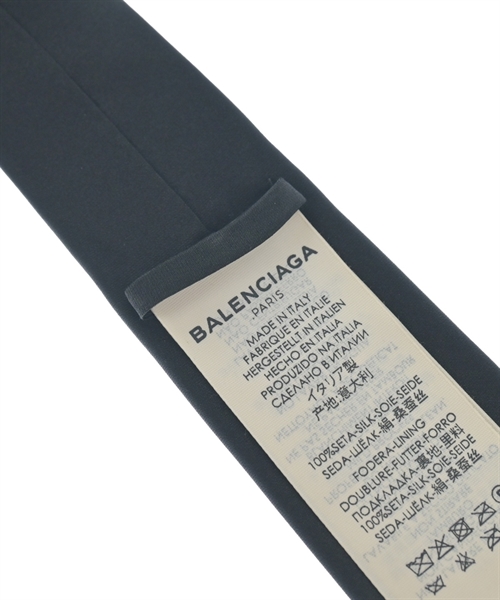 BALENCIAGA
.PARIS
MADE IN ITALY
FABRIQUE EN ITALIE
HERGESTELLT IN ITALIEN
HECHO EN ITALIA
PRODUZIDO NA ITALIA
СДЕЛАНО В ИТАЛИИ
イタリア製
产地:意大利
100%SETA-SILK-SOIE-SEIDE
SEDA-ШЁЛК-絹-桑蚕丝
FODERA-LINING
DOUBLURE-FUTTER-FORRO
ПОДКЛАДКА-裏地-里料
100%SETA-SILK-SOIE-SEIDE
SEDA-ШЁЛК-絹-桑蚕丝